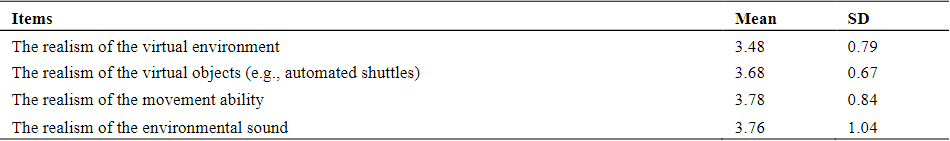 Items Mean SD
The realism of the virtual environment 3.48 0.79
The realism of the virtual objects (e.g., automated shuttles) 3.68 0.67
The realism of the movement ability 3.78 0.84
The realism of the environmental sound 3.76 1.04